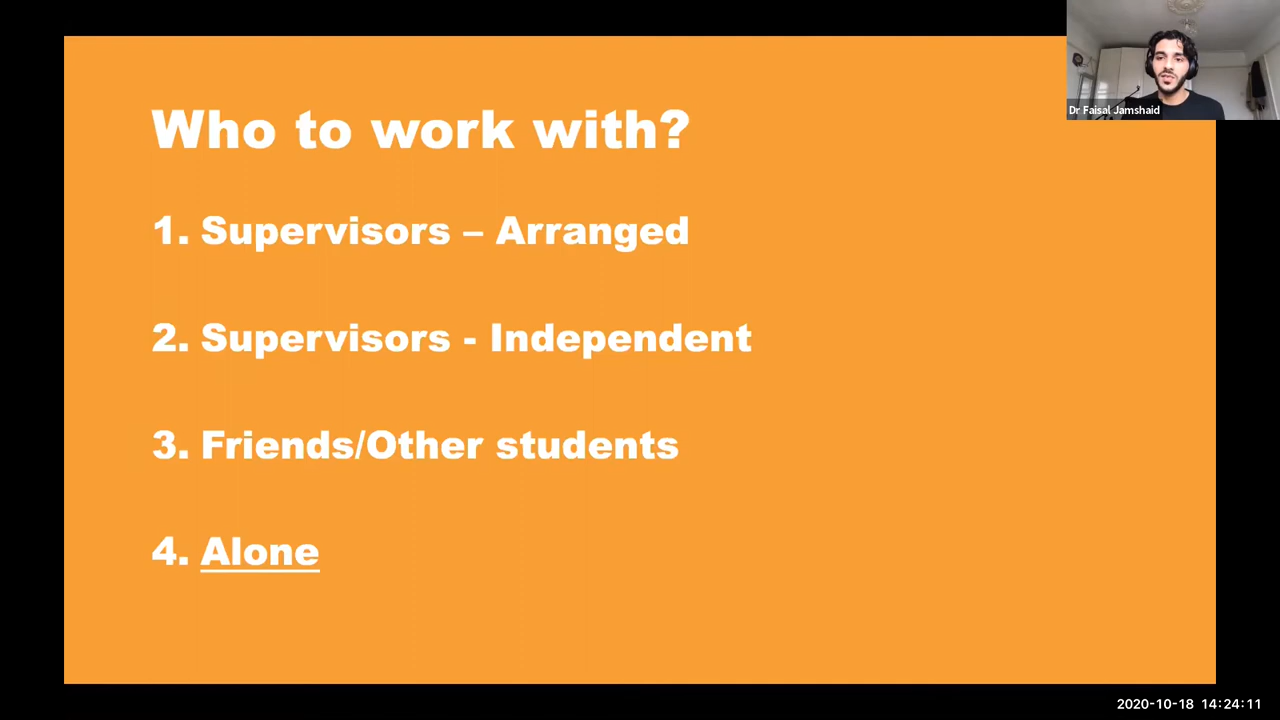 Dr Faisal Jamshaid
Who to work with?
1. Supervisors – Arranged
2. Supervisors - Independent
3. Friends/Other students
4. Alone
2020-10-18 14:24:11